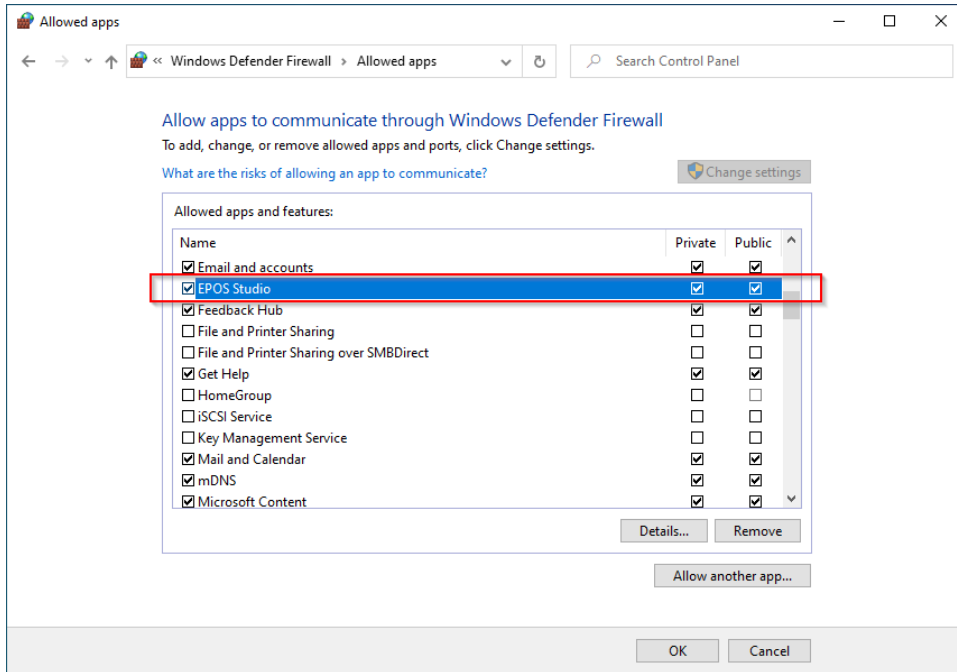 Allowed apps
« Windows Defender Firewall › Allowed apps
Search Control Panel
Allow apps to communicate through Windows Defender Firewall
To add, change, or remove allowed apps and ports, click Change settings.
What are the risks of allowing an app to communicate?
Change settings
Allowed apps and features:
Name Private Public
Email and accounts
EPOS Studio
Feedback Hub
File and Printer Sharing
File and Printer Sharing over SMBDirect
Get Help
HomeGroup
iSCSI Service
Key Management Service
Mail and Calendar
mDNS
Microsoft Content
Details... Remove
Allow another app...
OK Cancel